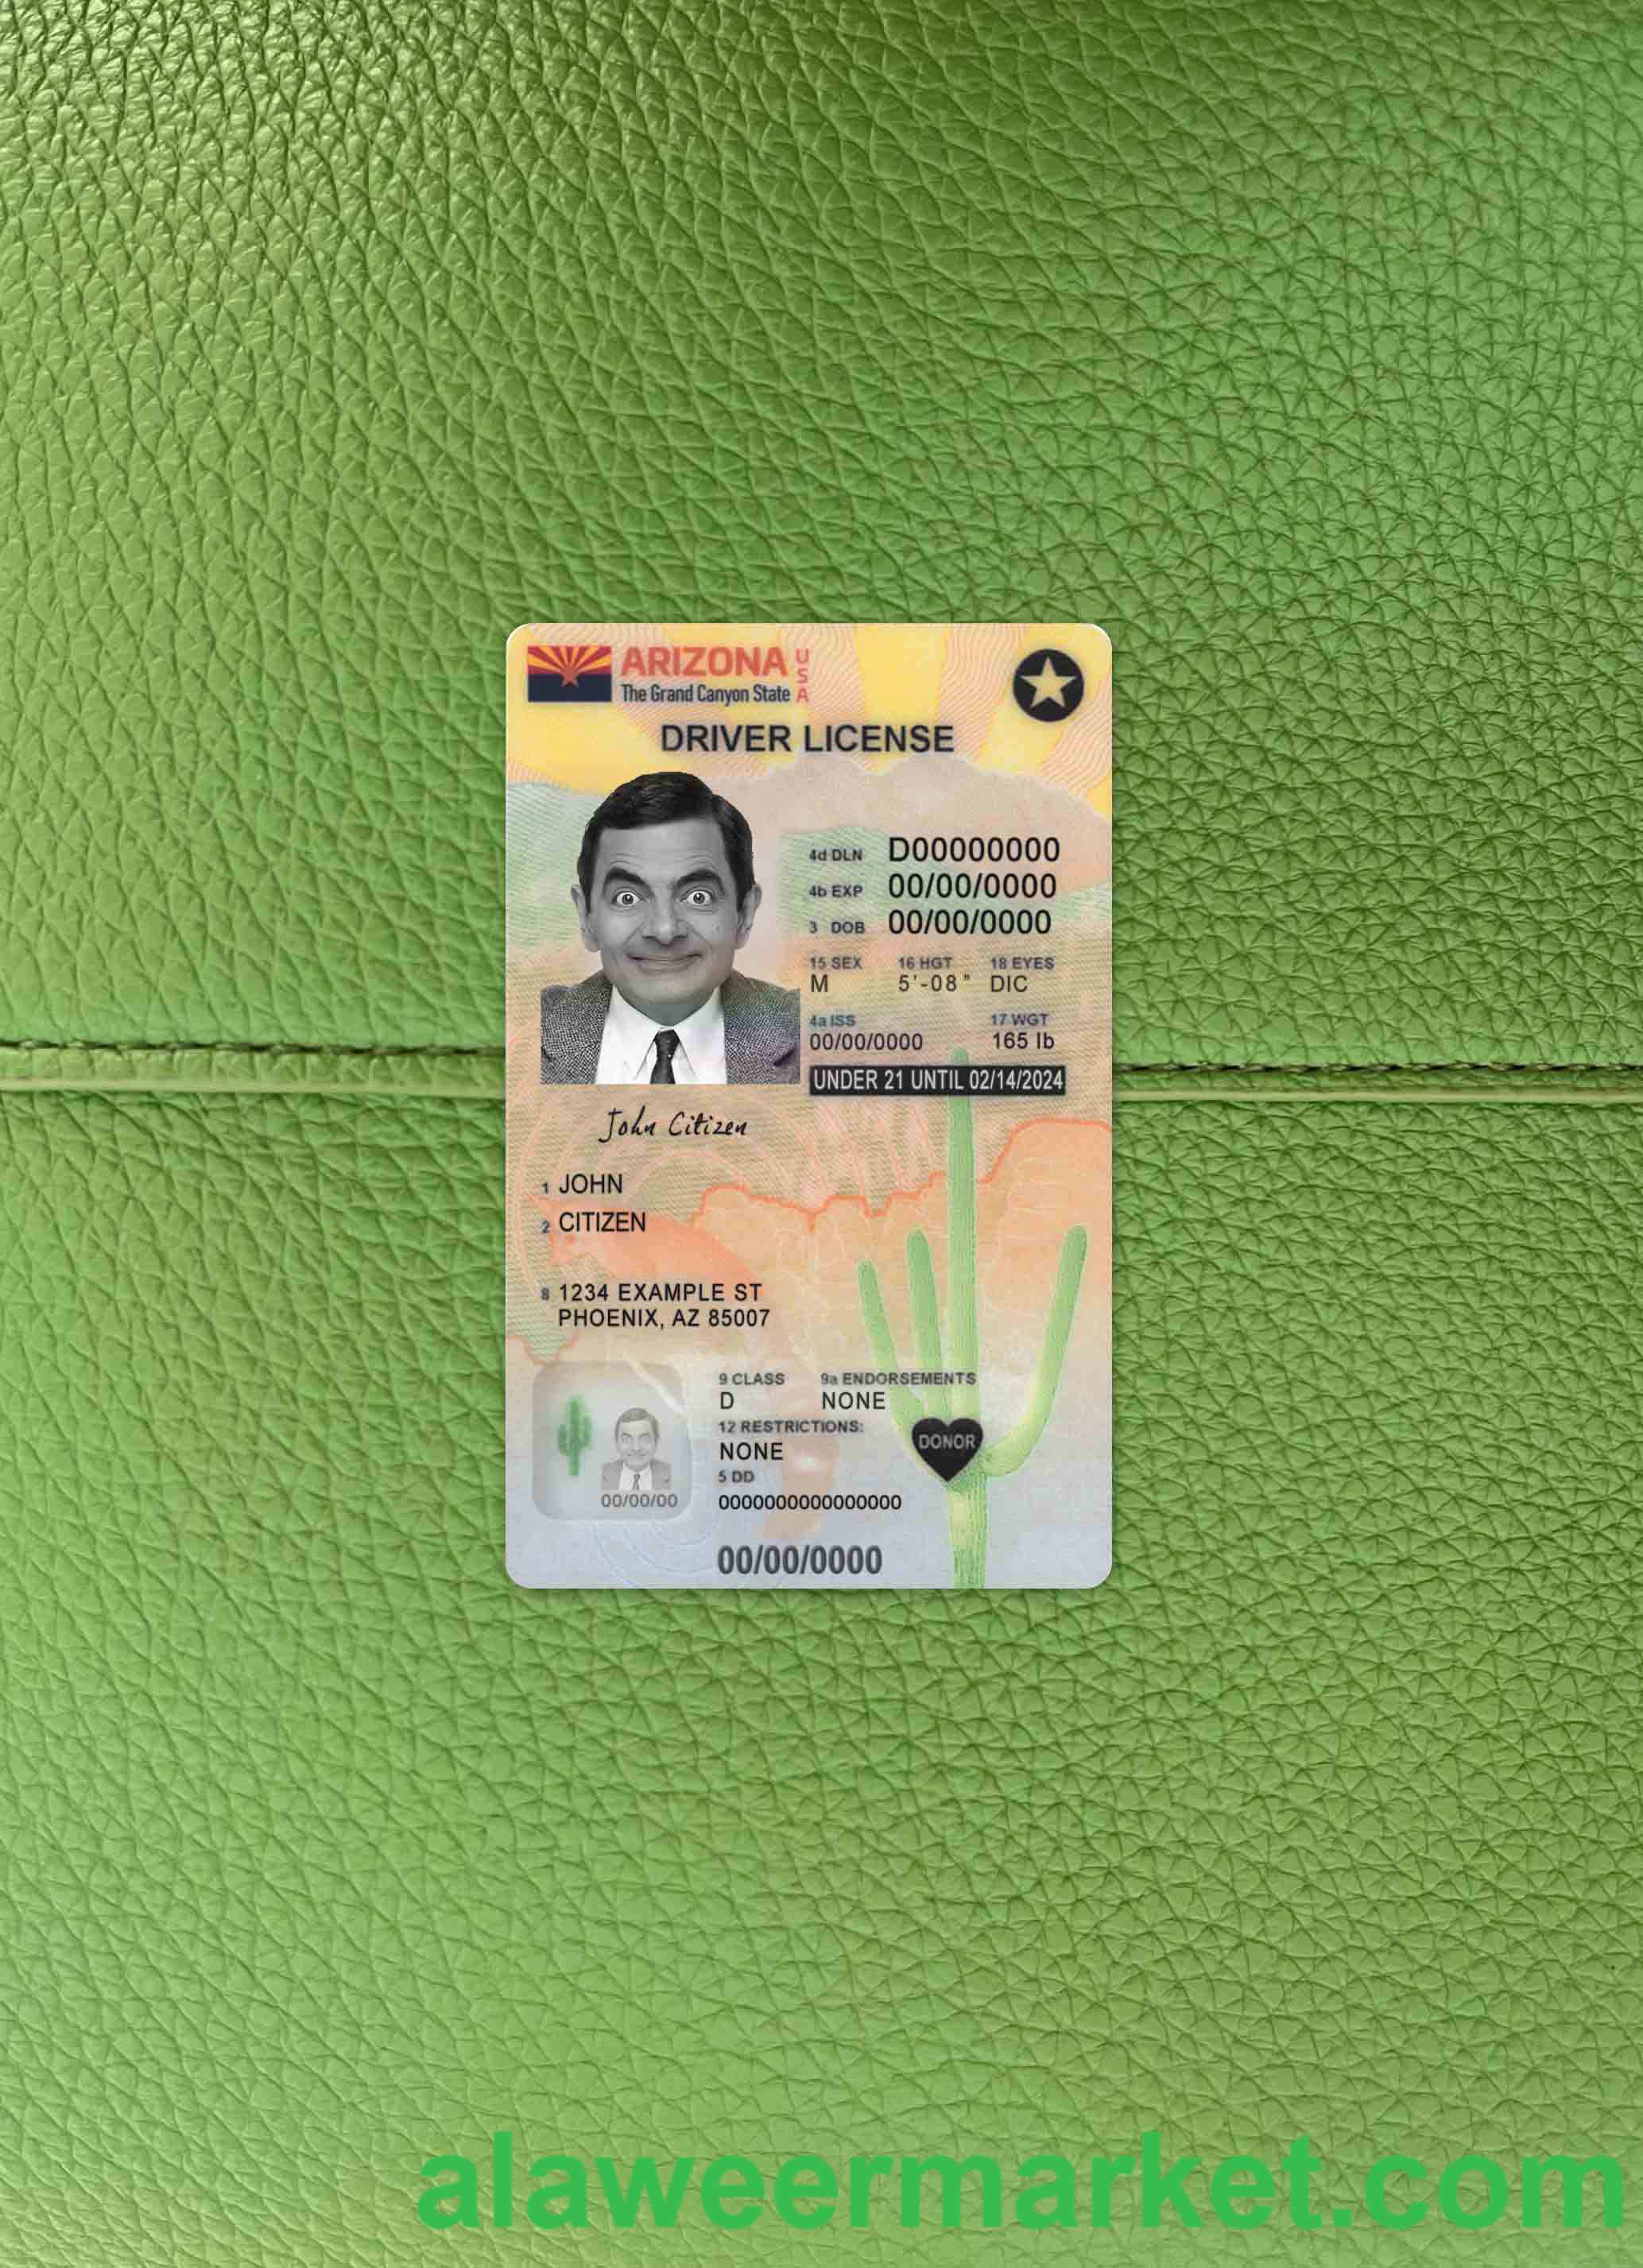 ARIZONA USA
The Grand Canyon State
DRIVER LICENSE
4d DLN D00000000
4b EXP 00/00/0000
3 DOB 00/00/0000
15 SEX 16 HGT 18 EYES
M 5'-08" DIC
4a ISS 17 WGT
00/00/0000 165 lb
UNDER 21 UNTIL 02/14/2024
John Citizen
1 JOHN
2 CITIZEN
8 1234 EXAMPLE ST
PHOENIX, AZ 85007
9 CLASS 9a ENDORSEMENTS
D NONE
12 RESTRICTIONS:
NONE
DONOR
5 DD
0000000000000000
00/00/00
00/00/0000
alaweermarket.com